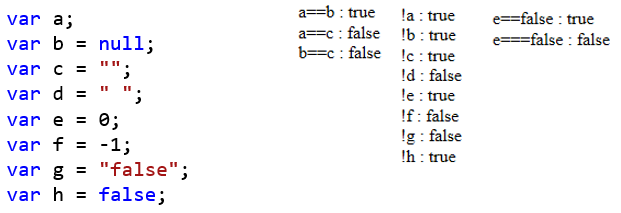 var a;
var b = null;
var c = "";
var d = " ";
var e = 0;
var f = -1;
var g = "false";
var h = false;
a==b : true
a==c : false
b==c : false
!a : true
!b : true
!c : true
!d : false
!e : true
!f : false
!g : false
!h : true
e==false : true
e===false : false